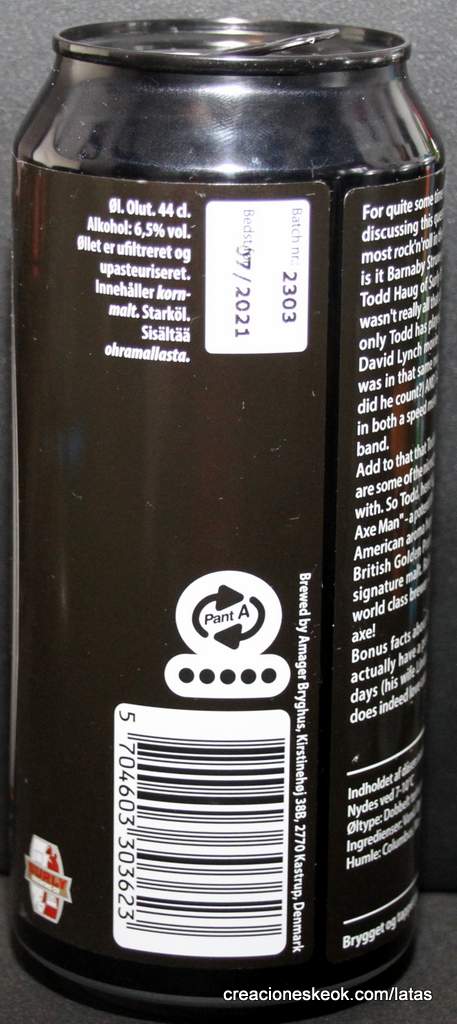 Øl. Olut. 44 cl.
Alkohol: 6,5% vol.
Øllet er ufiltreret og
upasteuriseret.
Innehåller korn-
malt. Starköl.
Sisältää
ohramallasta.
Batch nr.
2303
07/2021
Pant A
Brewed by Amager Bryghus, Kirstinehøj 38B, 2770 Kastrup, Denmark
5 704603 303623
SURLY
For quite some time
discussing this
most rock'n'roll in
is it Barnaby
Todd Haug of
wasn't really all
only Todd has
David Lynch
was in that same
did he count?)
in both a speed
band.
Add to that that
are some of the
with. So Todd,
Axe Man" - a
American
British Golden
signature malt.
world class
axe!
Bonus facts
actually have a
days (his wife
does indeed
Indholdet af
Nydes ved 7-10°C
Øltype:
Ingredienser:
Humle:
Brygget og
creacioneskeok.com/latas